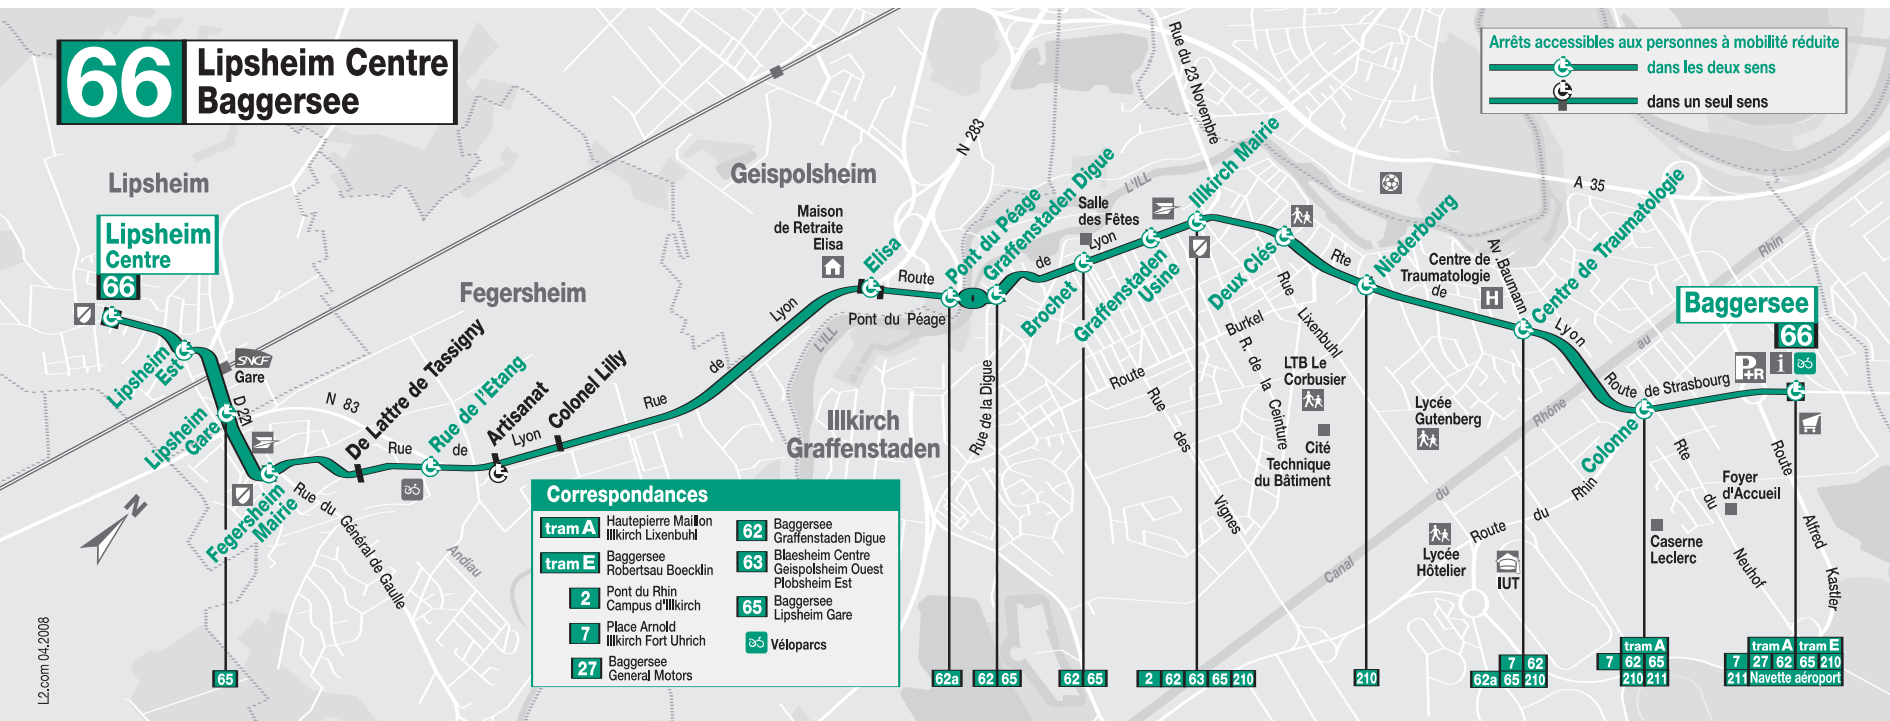 66
Lipsheim Centre
Baggersee
Arrêts accessibles aux personnes à mobilité réduite
dans les deux sens
dans un seul sens
Lipsheim
Lipsheim
Centre
66
Lipsheim
Est
SNCF
Gare
Lipsheim
Gare
D 221
N 83
Fegersheim
Mairie
Fegersheim
De Lattre de Tassigny
Rue de l'Etang
Artisanat
Colonel Lilly
Rue
de
Lyon
Rue
de
Lyon
Rue du Général de Gaulle
Andlau
N
Geispolsheim
Maison
de Retraite
Elisa
Elisa
Route
Pont du Péage
L'ILL
N 283
Pont du Péage
Graffenstaden Digue
Rue de la Digue
Illkirch
Graffenstaden
Salle
des Fêtes
L'ILL
de
Lyon
Brochet
Graffenstaden
Usine
Illkirch Mairie
Rue du 23 Novembre
Deux Clés
Route
Rue
des
Vignes
Burkel
R. de la Ceinture
Rue
Lixenbuhl
LTB Le
Corbusier
Cité
Technique
du Bâtiment
Rte
Niederbourg
de
Centre de
Traumatologie
H
Av. Baumann
Centre de Traumatologie
Lyon
A 35
Rhin
au
Rhône
du
Canal
Lycée
Gutenberg
Lycée
Hôtelier
IUT
Route
du
Rhin
Colonne
Route de Strasbourg
Baggersee
66
P+R
i
Rte
du
Neuhof
Foyer
d'Accueil
Caserne
Leclerc
Route
Alfred
Kastler
Correspondances
tram A
Hautepierre Maillon
Illkirch Lixenbuhl
tram E
Baggersee
Robertsau Boecklin
2
Pont du Rhin
Campus d'Illkirch
7
Place Arnold
Illkirch Fort Uhrich
27
Baggersee
General Motors
62
Baggersee
Graffenstaden Digue
63
Blaesheim Centre
Geispolsheim Ouest
Plobsheim Est
65
Baggersee
Lipsheim Gare
Véloparcs
65
62a
62 65
62 65
2 62 63 65 210
210
7 62
62a 65 210
tram A
7 62 65
210 211
tram A tram E
7 27 62 65 210
211 Navette aéroport
L2.com 04.2008